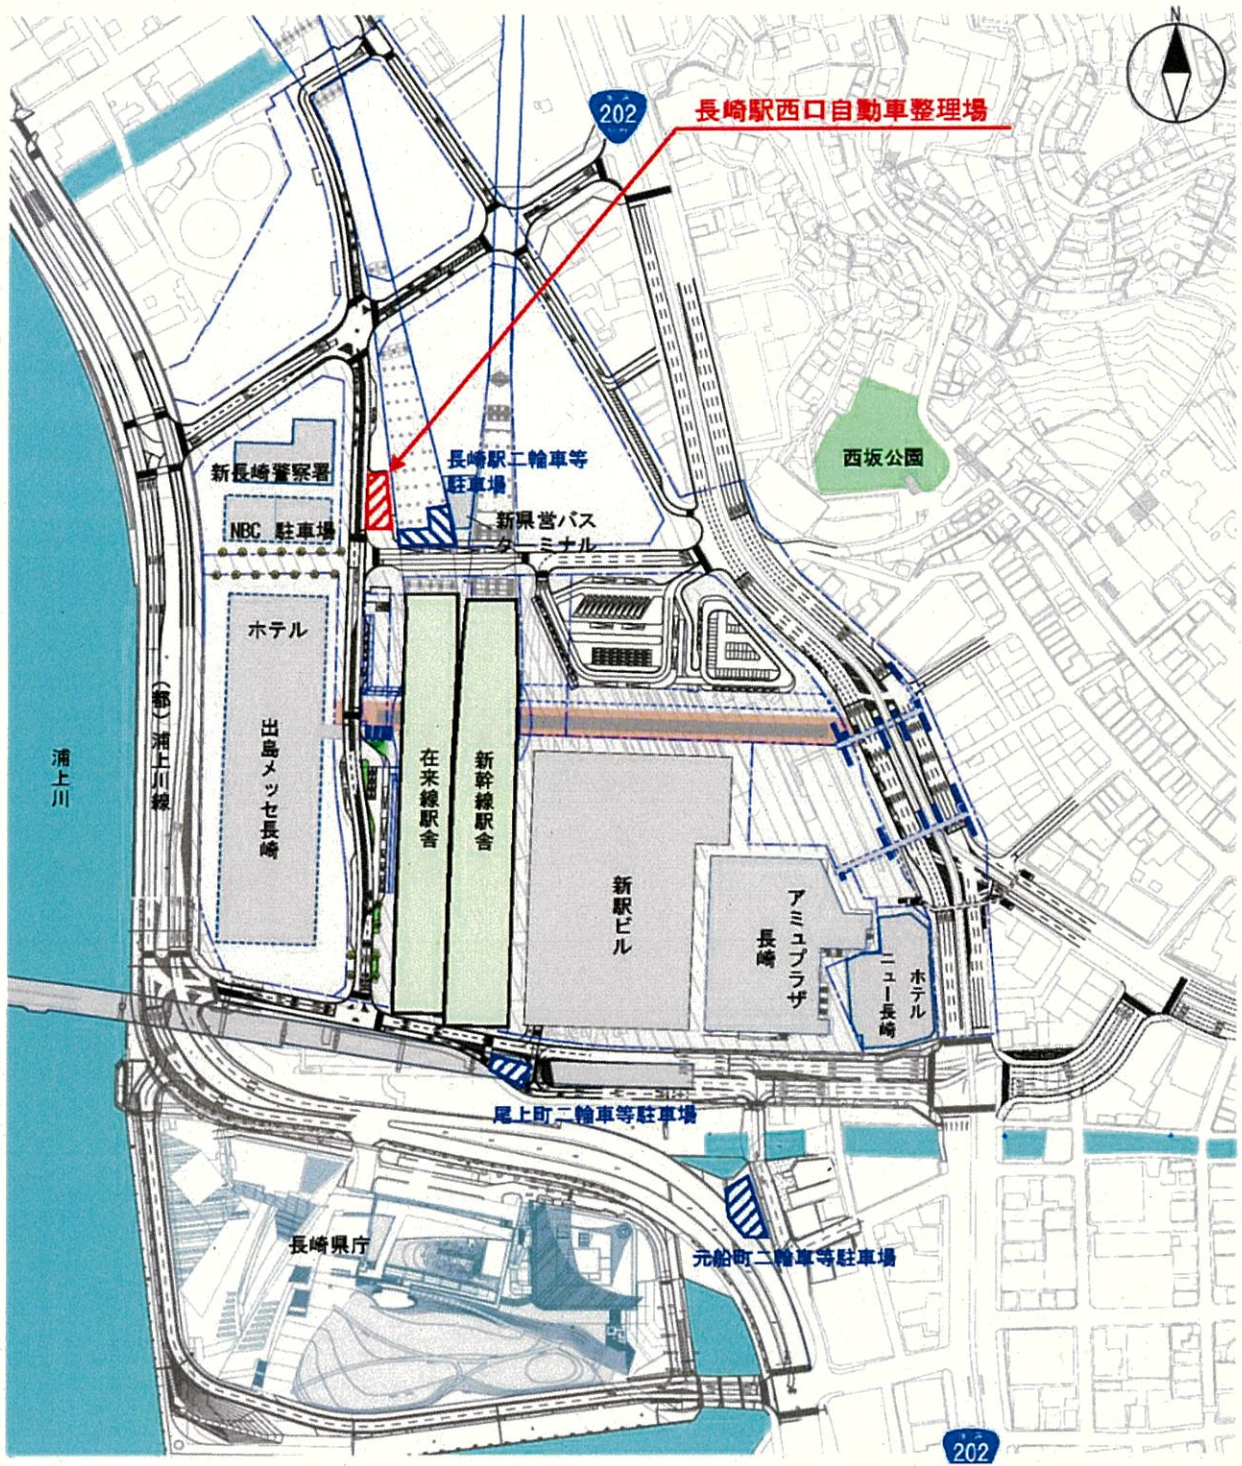 N
202
長崎駅西口自動車整理場
西坂公園
長崎駅二輪車等
駐車場
新長崎警察署
新県営バス
ターミナル
NBC 駐車場
ホテル
出島メッセ長崎
(都)浦上川線
浦上川
在来線駅舎
新幹線駅舎
新駅ビル
アミュプラザ
長崎
ホテル
ニュー長崎
尾上町二輪車等駐車場
長崎県庁
元船町二輪車等駐車場
202